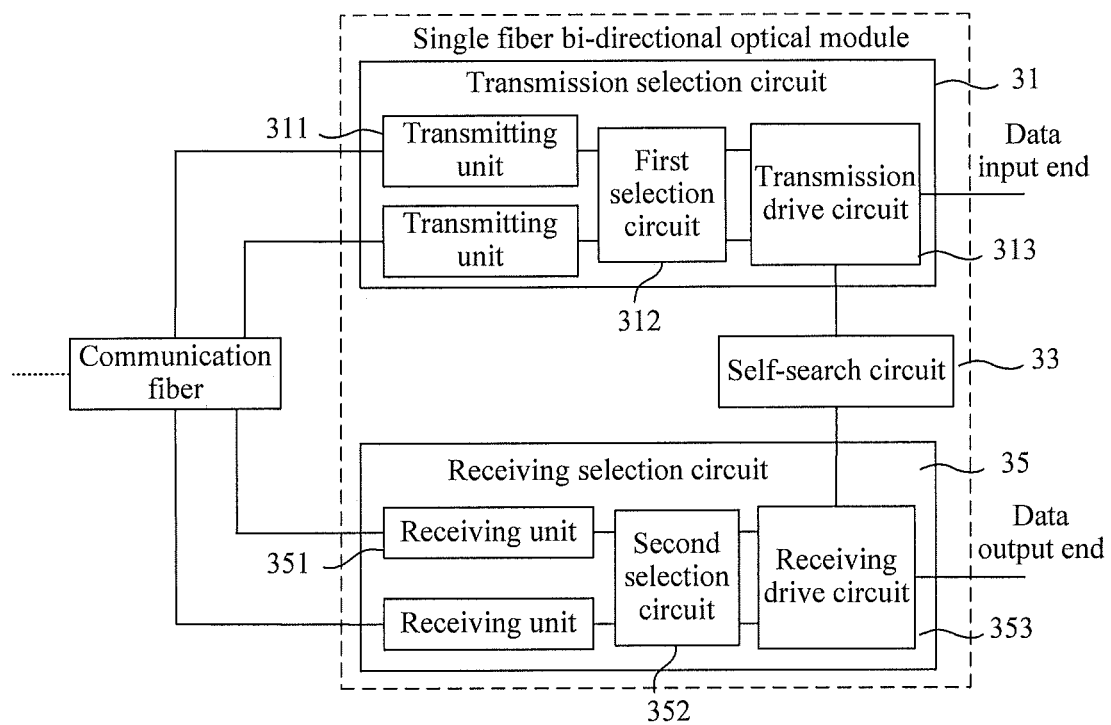 Single fiber bi-directional optical module
Transmission selection circuit
31
311
Transmitting
unit
First
selection
circuit
Transmission
drive circuit
Data
input end
Transmitting
unit
313
312
Communication
fiber
Self-search circuit
33
Receiving selection circuit
35
Receiving unit
351
Second
selection
circuit
Receiving
drive circuit
Data
output end
Receiving unit
353
352